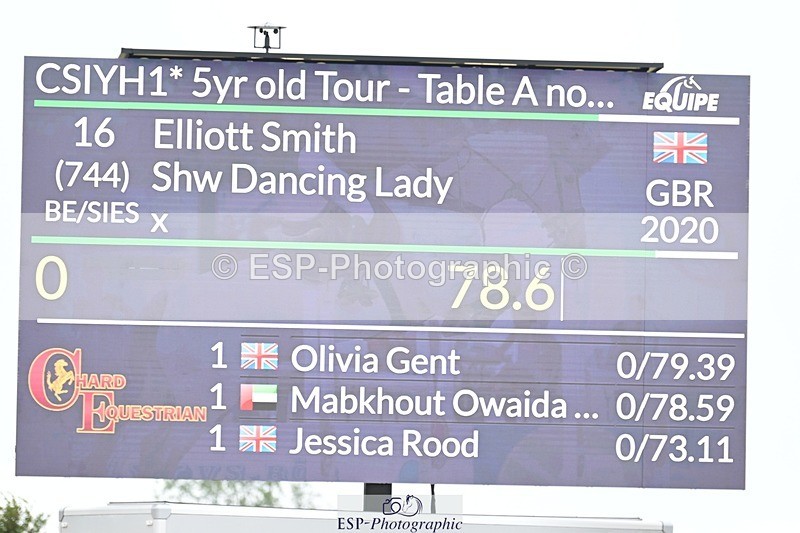 CSIYH1* 5yr old Tour - Table A no...
EQUIPE
16 Elliott Smith
(744) Shw Dancing Lady GBR
BE/SIES x 2020
© ESP-Photographic ©
0 78.6
CHARD EQUESTRIAN
1 Olivia Gent 0/79.39
1 Mabkhout Owaida ... 0/78.59
1 Jessica Rood 0/73.11
ESP-Photographic